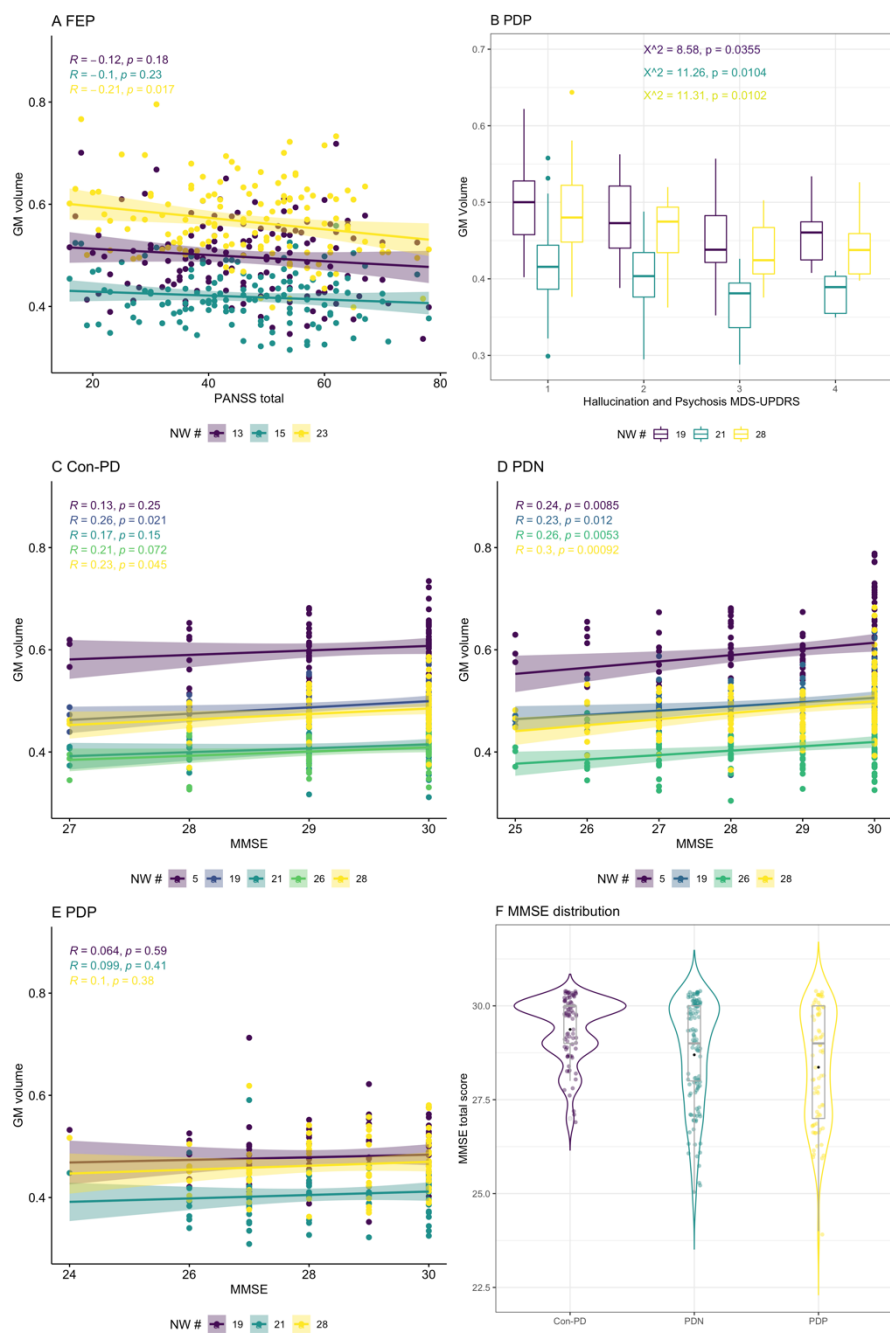 A FEP
R = −0.12, p = 0.18
R = −0.1, p = 0.23
R = −0.21, p = 0.017
0.8
0.6
0.4
GM volume
20
40
60
80
PANSS total
NW #
13
15
23
B PDP
X^2 = 8.58, p = 0.0355
X^2 = 11.26, p = 0.0104
X^2 = 11.31, p = 0.0102
0.7
0.6
0.5
0.4
0.3
GM Volume
1
2
3
4
Hallucination and Psychosis MDS-UPDRS
NW #
19
21
28
C Con-PD
R = 0.13, p = 0.25
R = 0.26, p = 0.021
R = 0.17, p = 0.15
R = 0.21, p = 0.072
R = 0.23, p = 0.045
0.8
0.6
0.4
GM volume
27
28
29
30
MMSE
NW #
5
19
21
26
28
D PDN
R = 0.24, p = 0.0085
R = 0.23, p = 0.012
R = 0.26, p = 0.0053
R = 0.3, p = 0.00092
0.8
0.6
0.4
GM volume
25
26
27
28
29
30
MMSE
NW #
5
19
26
28
E PDP
R = 0.064, p = 0.59
R = 0.099, p = 0.41
R = 0.1, p = 0.38
0.8
0.6
0.4
GM volume
24
26
27
28
29
30
MMSE
NW #
19
21
28
F MMSE distribution
30.0
27.5
25.0
22.5
MMSE total score
Con-PD
PDN
PDP